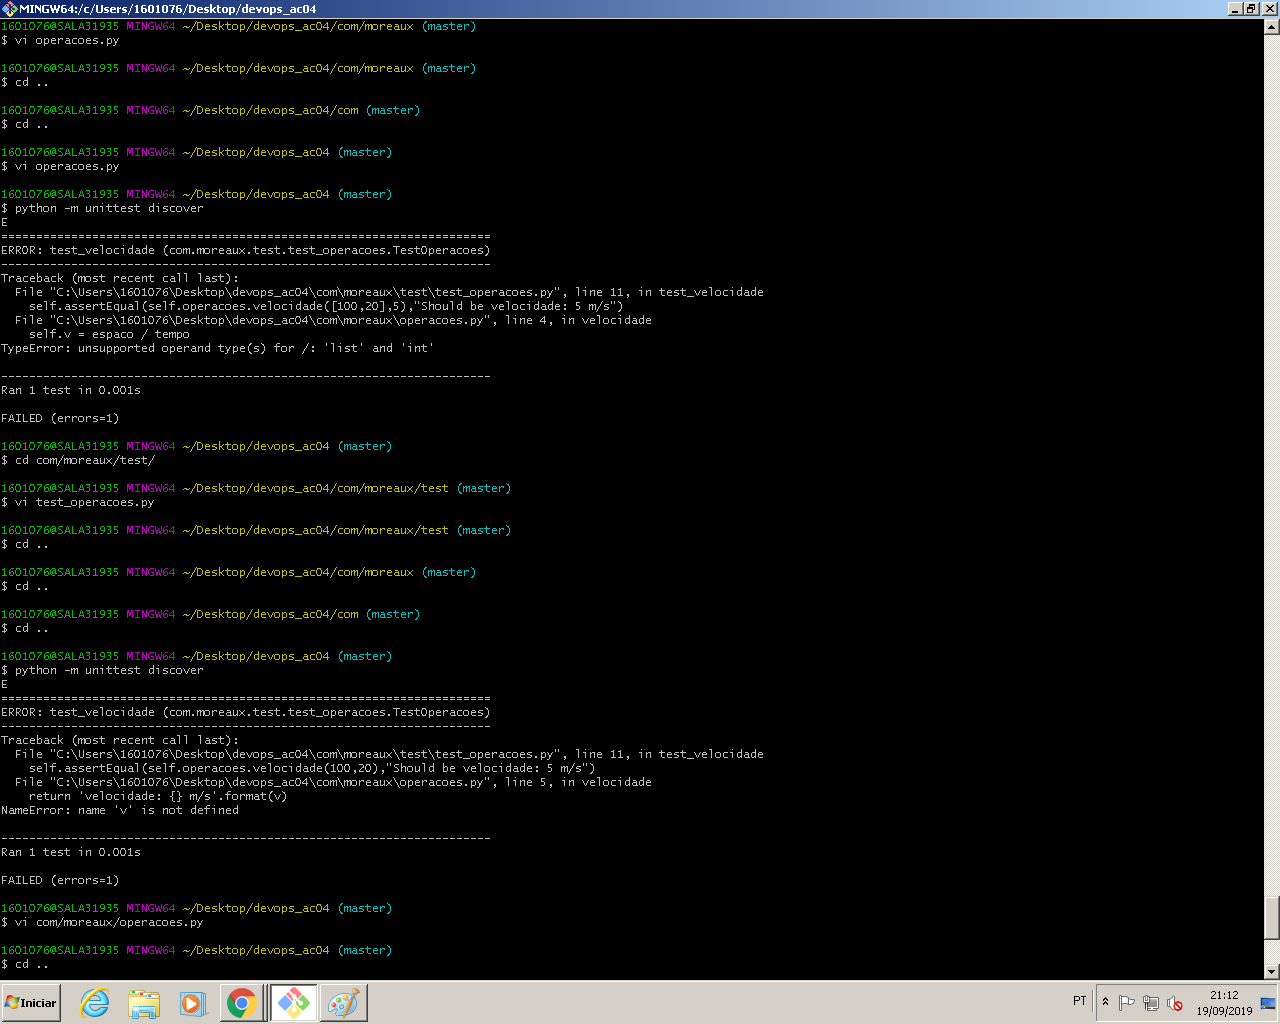 MINGW64:/c/Users/1601076/Desktop/devops_ac04
1601076@SALA31935 MINGW64 ~/Desktop/devops_ac04/com/moreaux (master)
$ vi operacoes.py
1601076@SALA31935 MINGW64 ~/Desktop/devops_ac04/com/moreaux (master)
$ cd ..
1601076@SALA31935 MINGW64 ~/Desktop/devops_ac04/com (master)
$ cd ..
1601076@SALA31935 MINGW64 ~/Desktop/devops_ac04 (master)
$ vi operacoes.py
1601076@SALA31935 MINGW64 ~/Desktop/devops_ac04 (master)
$ python -m unittest discover
E
======================================================================
ERROR: test_velocidade (com.moreaux.test.test_operacoes.TestOperacoes)
----------------------------------------------------------------------
Traceback (most recent call last):
  File "C:\Users\1601076\Desktop\devops_ac04\com\moreaux\test\test_operacoes.py", line 11, in test_velocidade
    self.assertEqual(self.operacoes.velocidade([100,20],5),"Should be velocidade: 5 m/s")
  File "C:\Users\1601076\Desktop\devops_ac04\com\moreaux\operacoes.py", line 4, in velocidade
    self.v = espaco / tempo
TypeError: unsupported operand type(s) for /: 'list' and 'int'
----------------------------------------------------------------------
Ran 1 test in 0.001s
FAILED (errors=1)
1601076@SALA31935 MINGW64 ~/Desktop/devops_ac04 (master)
$ cd com/moreaux/test/
1601076@SALA31935 MINGW64 ~/Desktop/devops_ac04/com/moreaux/test (master)
$ vi test_operacoes.py
1601076@SALA31935 MINGW64 ~/Desktop/devops_ac04/com/moreaux/test (master)
$ cd ..
1601076@SALA31935 MINGW64 ~/Desktop/devops_ac04/com/moreaux (master)
$ cd ..
1601076@SALA31935 MINGW64 ~/Desktop/devops_ac04/com (master)
$ cd ..
1601076@SALA31935 MINGW64 ~/Desktop/devops_ac04 (master)
$ python -m unittest discover
E
======================================================================
ERROR: test_velocidade (com.moreaux.test.test_operacoes.TestOperacoes)
----------------------------------------------------------------------
Traceback (most recent call last):
  File "C:\Users\1601076\Desktop\devops_ac04\com\moreaux\test\test_operacoes.py", line 11, in test_velocidade
    self.assertEqual(self.operacoes.velocidade(100,20),"Should be velocidade: 5 m/s")
  File "C:\Users\1601076\Desktop\devops_ac04\com\moreaux\operacoes.py", line 5, in velocidade
    return 'velocidade: {} m/s'.format(v)
NameError: name 'v' is not defined
----------------------------------------------------------------------
Ran 1 test in 0.001s
FAILED (errors=1)
1601076@SALA31935 MINGW64 ~/Desktop/devops_ac04 (master)
$ vi com/moreaux/operacoes.py
1601076@SALA31935 MINGW64 ~/Desktop/devops_ac04 (master)
$ cd ..
Iniciar
PT
21:12
19/09/2019